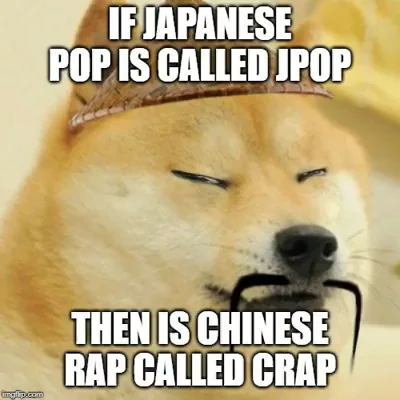 IF JAPANESE
POP IS CALLED JPOP
THEN IS CHINESE
RAP CALLED CRAP
imgflip.com